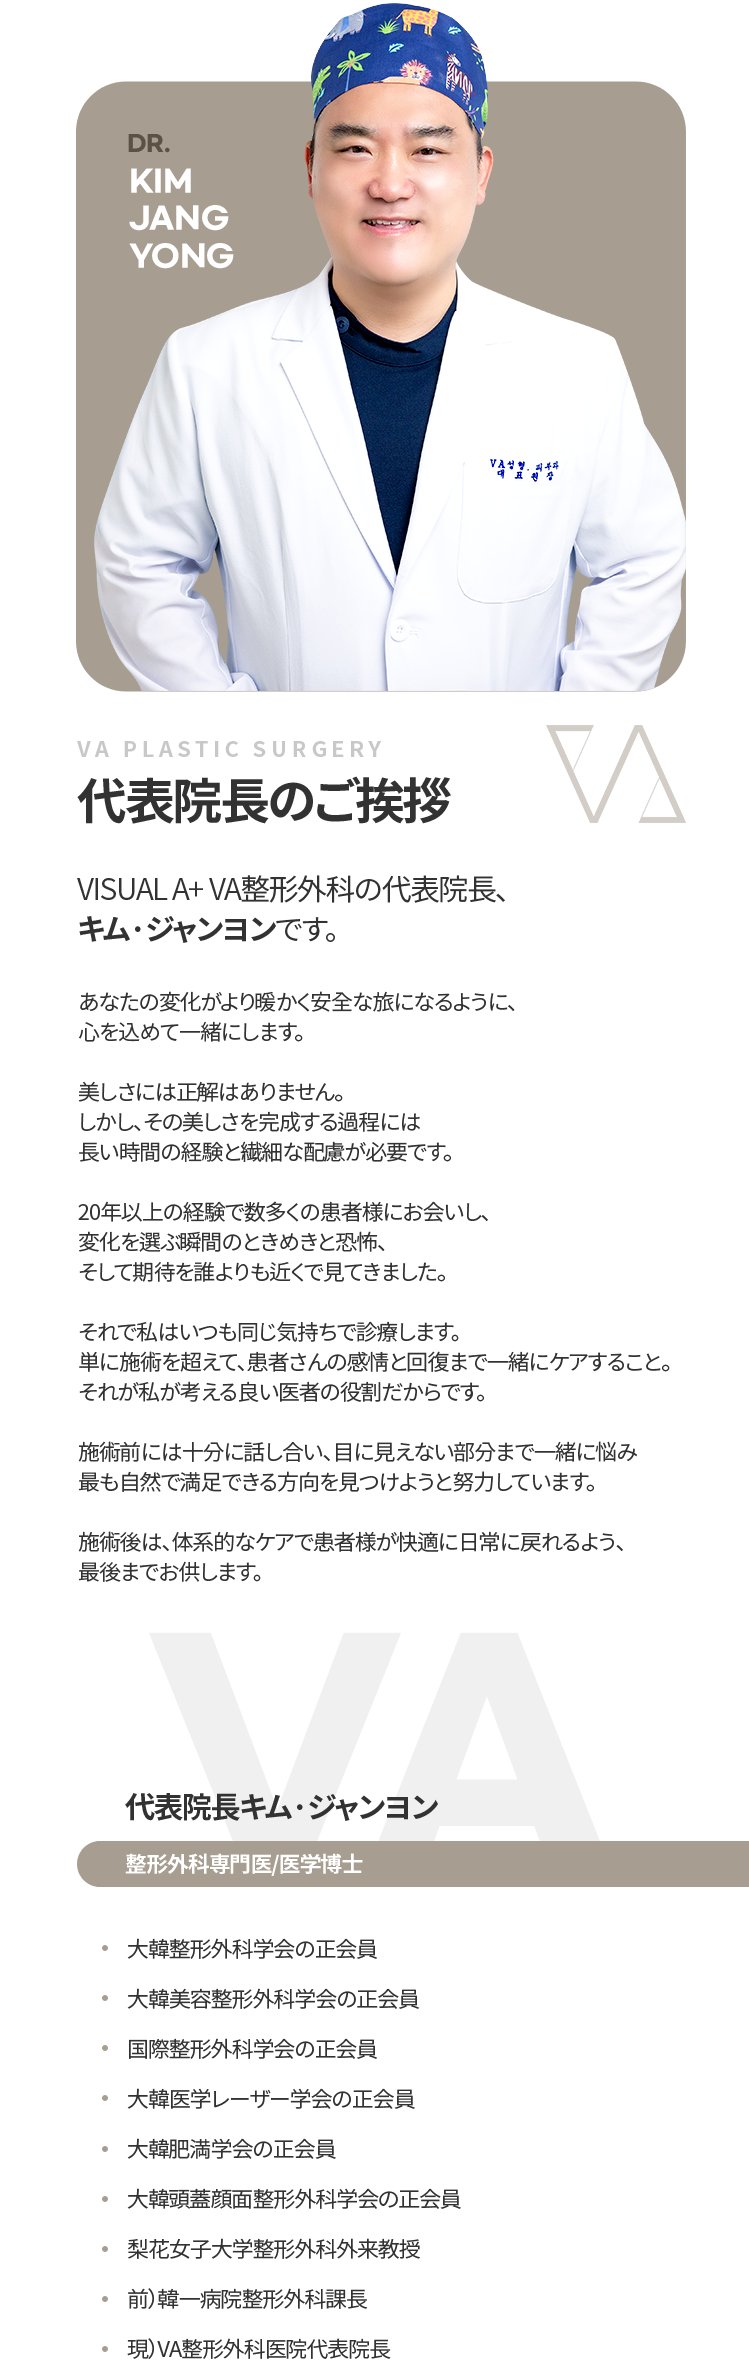 DR.
KIM
JANG
YONG
VA성형.피부과
대표원장
VA PLASTIC SURGERY
代表院長のご挨拶
VISUAL A+ VA整形外科の代表院長、
キム・ジャンヨンです。
あなたの変化がより暖かく安全な旅になるように、
心を込めて一緒にします。
美しさには正解はありません。
しかし、その美しさを完成する過程には
長い時間の経験と繊細な配慮が必要です。
20年以上の経験で数多くの患者様にお会いし、
変化を選ぶ瞬間のときめきと恐怖、
そして期待を誰よりも近くで見てきました。
それで私はいつも同じ気持ちで診療します。
単に施術を超えて、患者さんの感情と回復まで一緒にケアすること。
それが私が考える良い医者の役割だからです。
施術前には十分に話し合い、目に見えない部分まで一緒に悩み
最も自然で満足できる方向を見つけようと努力しています。
施術後は、体系的なケアで患者様が快適に日常に戻れるよう、
最後までお供します。
VA
代表院長キム・ジャンヨン
整形外科専門医/医学博士
• 大韓整形外科学会の正会員
• 大韓美容整形外科学会の正会員
• 国際整形外科学会の正会員
• 大韓医学レーザー学会の正会員
• 大韓肥満学会の正会員
• 大韓頭蓋顔面整形外科学会の正会員
• 梨花女子大学整形外科外来教授
• 前）韓一病院整形外科課長
• 現）VA整形外科医院代表院長